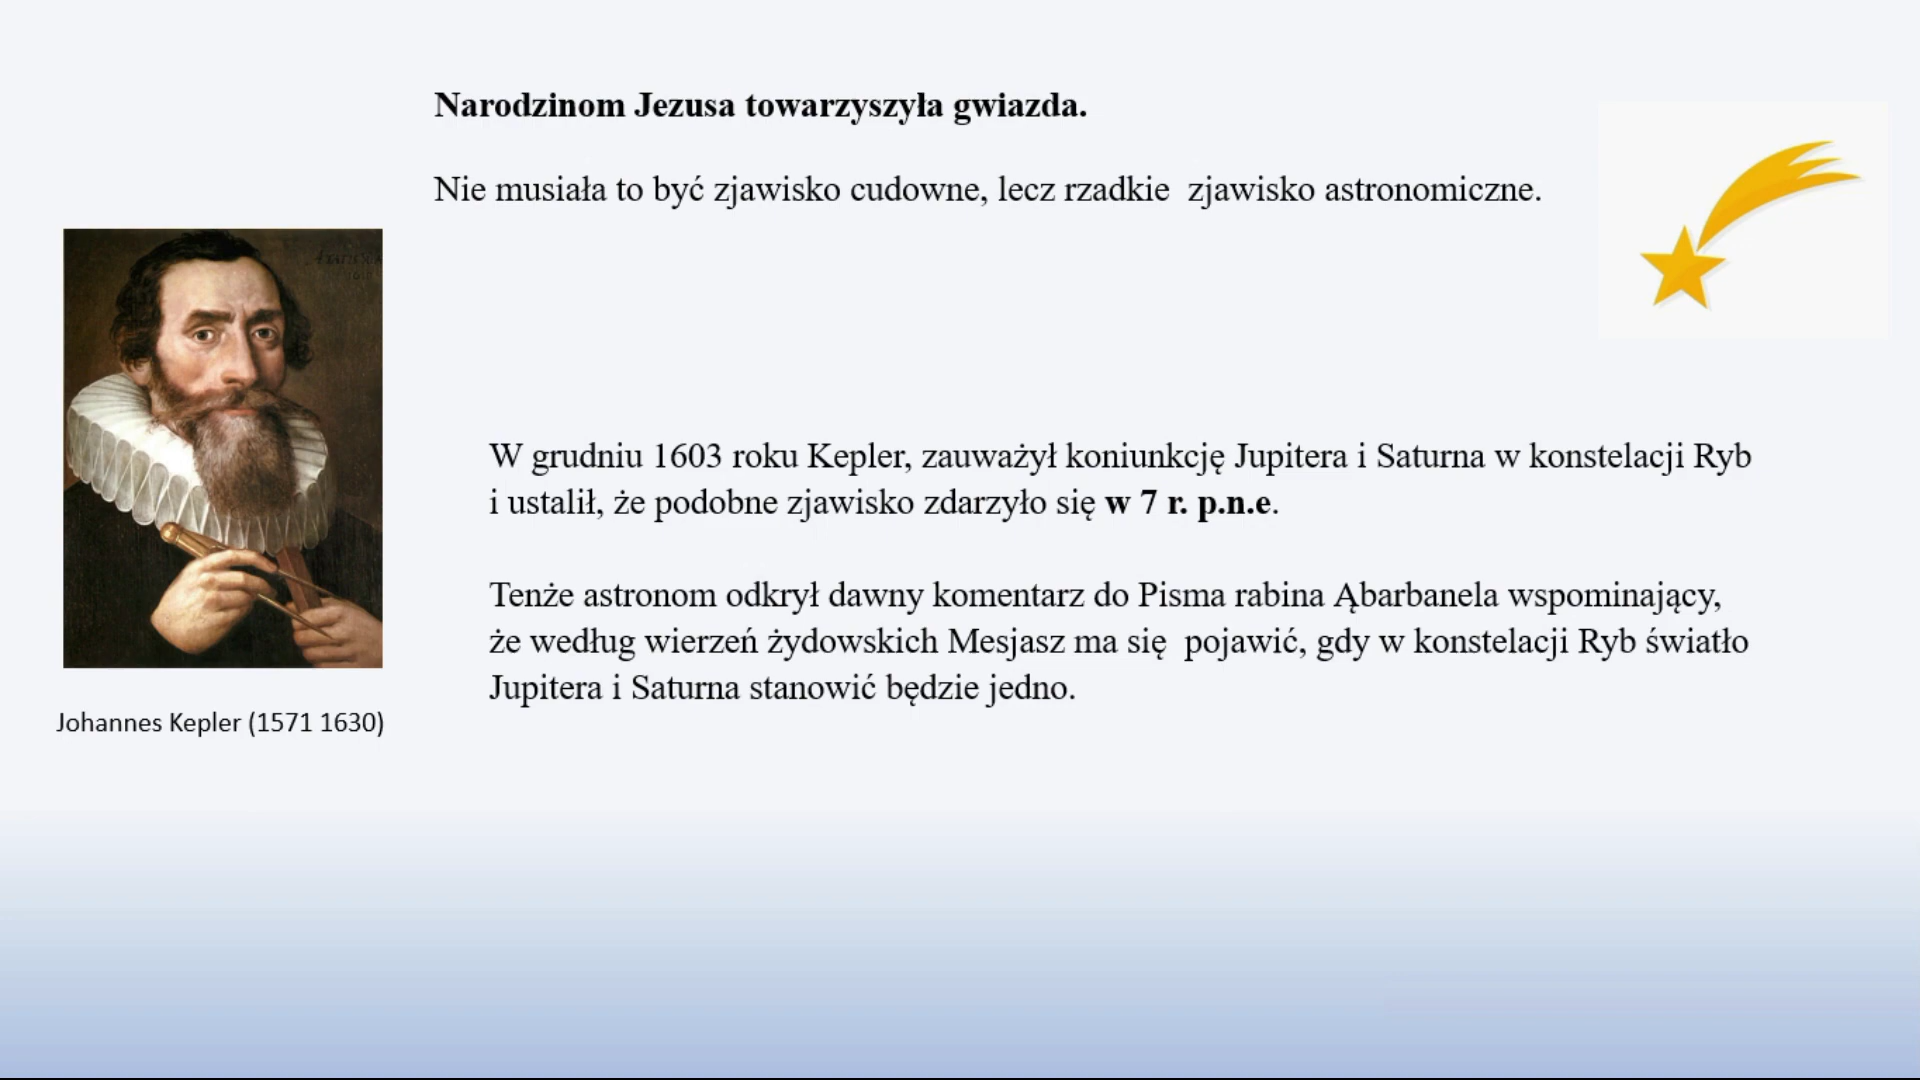 Narodzinom Jezusa towarzyszyła gwiazda.
Nie musiała to być zjawisko cudowne, lecz rzadkie  zjawisko astronomiczne.
W grudniu 1603 roku Kepler, zauważył koniunkcję Jupitera i Saturna w konstelacji Ryb
i ustalił, że podobne zjawisko zdarzyło się w 7 r. p.n.e.
Tenże astronom odkrył dawny komentarz do Pisma rabina Ąbarbanela wspominający,
że według wierzeń żydowskich Mesjasz ma się  pojawić, gdy w konstelacji Ryb światło
Jupitera i Saturna stanowić będzie jedno.
Johannes Kepler (1571 1630)